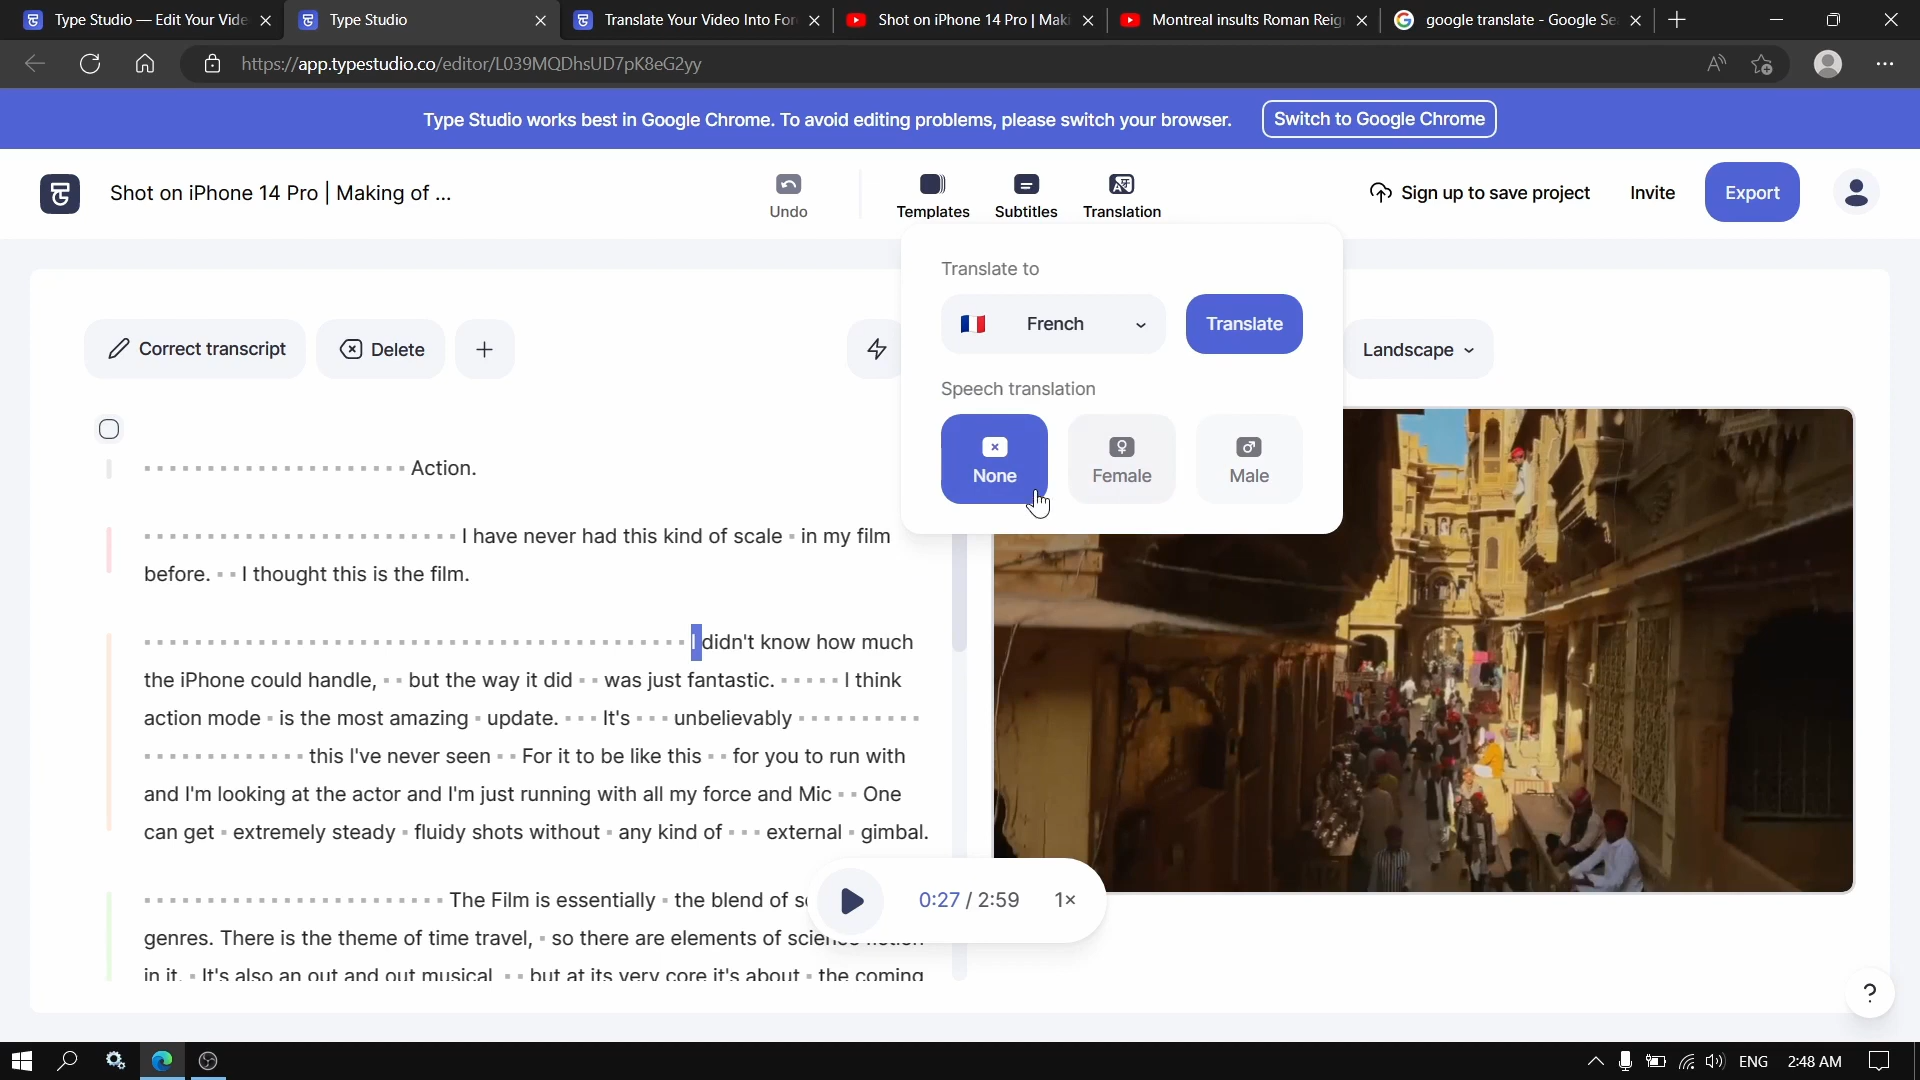 Type Studio — Edit Your Vide
Type Studio
Translate Your Video Into For
Shot on iPhone 14 Pro | Maki
Montreal insults Roman Reig
google translate - Google Se
https://app.typestudio.co/editor/L039MQDhsUD7pK8eG2yy
Type Studio works best in Google Chrome. To avoid editing problems, please switch your browser.
Switch to Google Chrome
Shot on iPhone 14 Pro | Making of ...
Undo
Templates
Subtitles
Translation
Sign up to save project
Invite
Export
Translate to
French
Translate
Speech translation
None
Female
Male
Correct transcript
Delete
Landscape
Action.
I have never had this kind of scale in my film
before. I thought this is the film.
I didn't know how much
the iPhone could handle, but the way it did was just fantastic. I think
action mode is the most amazing update. It's unbelievably
this I've never seen For it to be like this for you to run with
and I'm looking at the actor and I'm just running with all my force and Mic One
can get extremely steady fluidy shots without any kind of external gimbal.
The Film is essentially the blend of
genres. There is the theme of time travel, so there are elements of science fiction
in it. It's also an out and out musical but at its very core it's about the coming
0:27 / 2:59
1×
?
ENG
2:48 AM